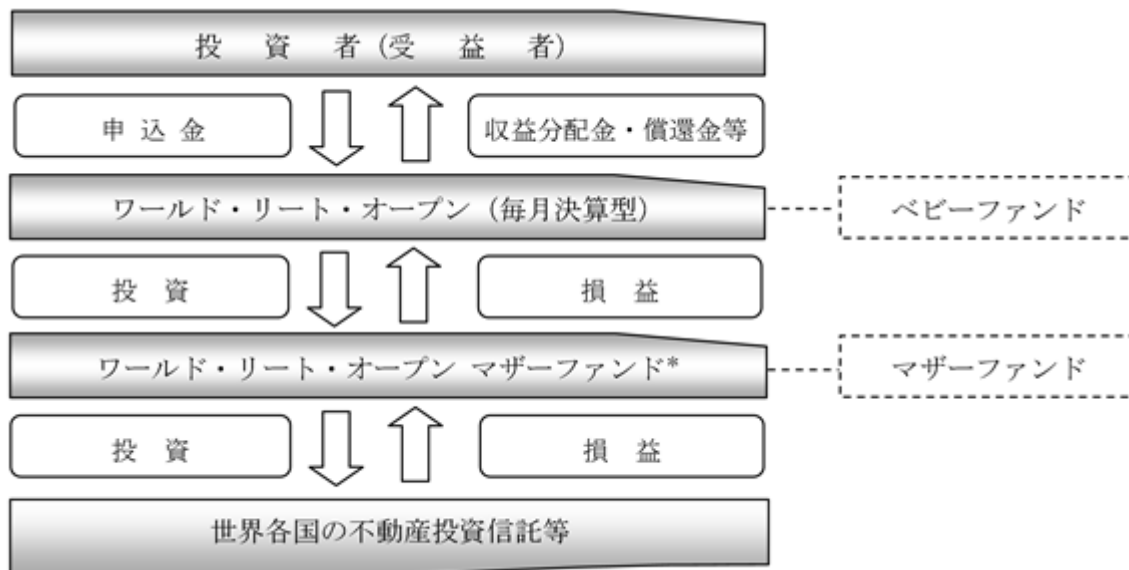 投資者(受益者)
申込金
収益分配金・償還金等
ワールド・リート・オープン(毎月決算型)
ベビーファンド
投資
損益
ワールド・リート・オープン マザーファンド*
マザーファンド
投資
損益
世界各国の不動産投資信託等